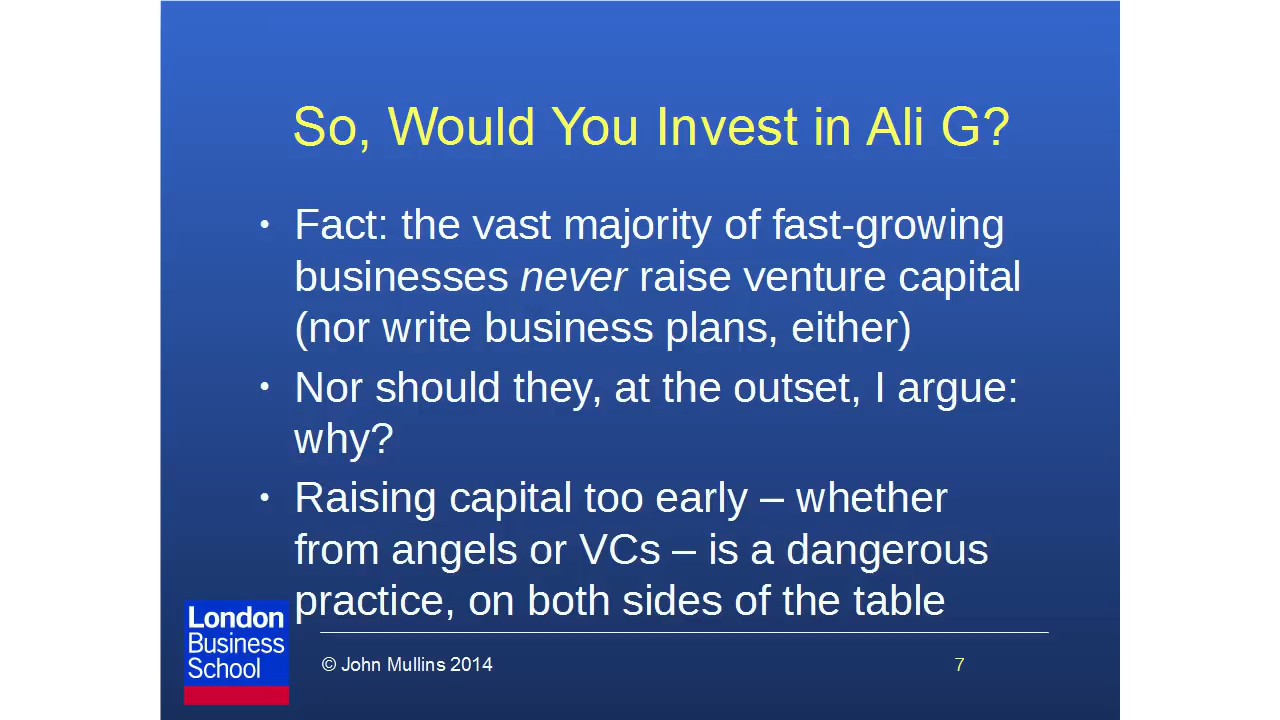 So, Would You Invest in Ali G?
• Fact: the vast majority of fast-growing
businesses never raise venture capital
(nor write business plans, either)
• Nor should they, at the outset, I argue:
why?
• Raising capital too early – whether
from angels or VCs – is a dangerous
practice, on both sides of the table
London
Business
School
© John Mullins 2014
7